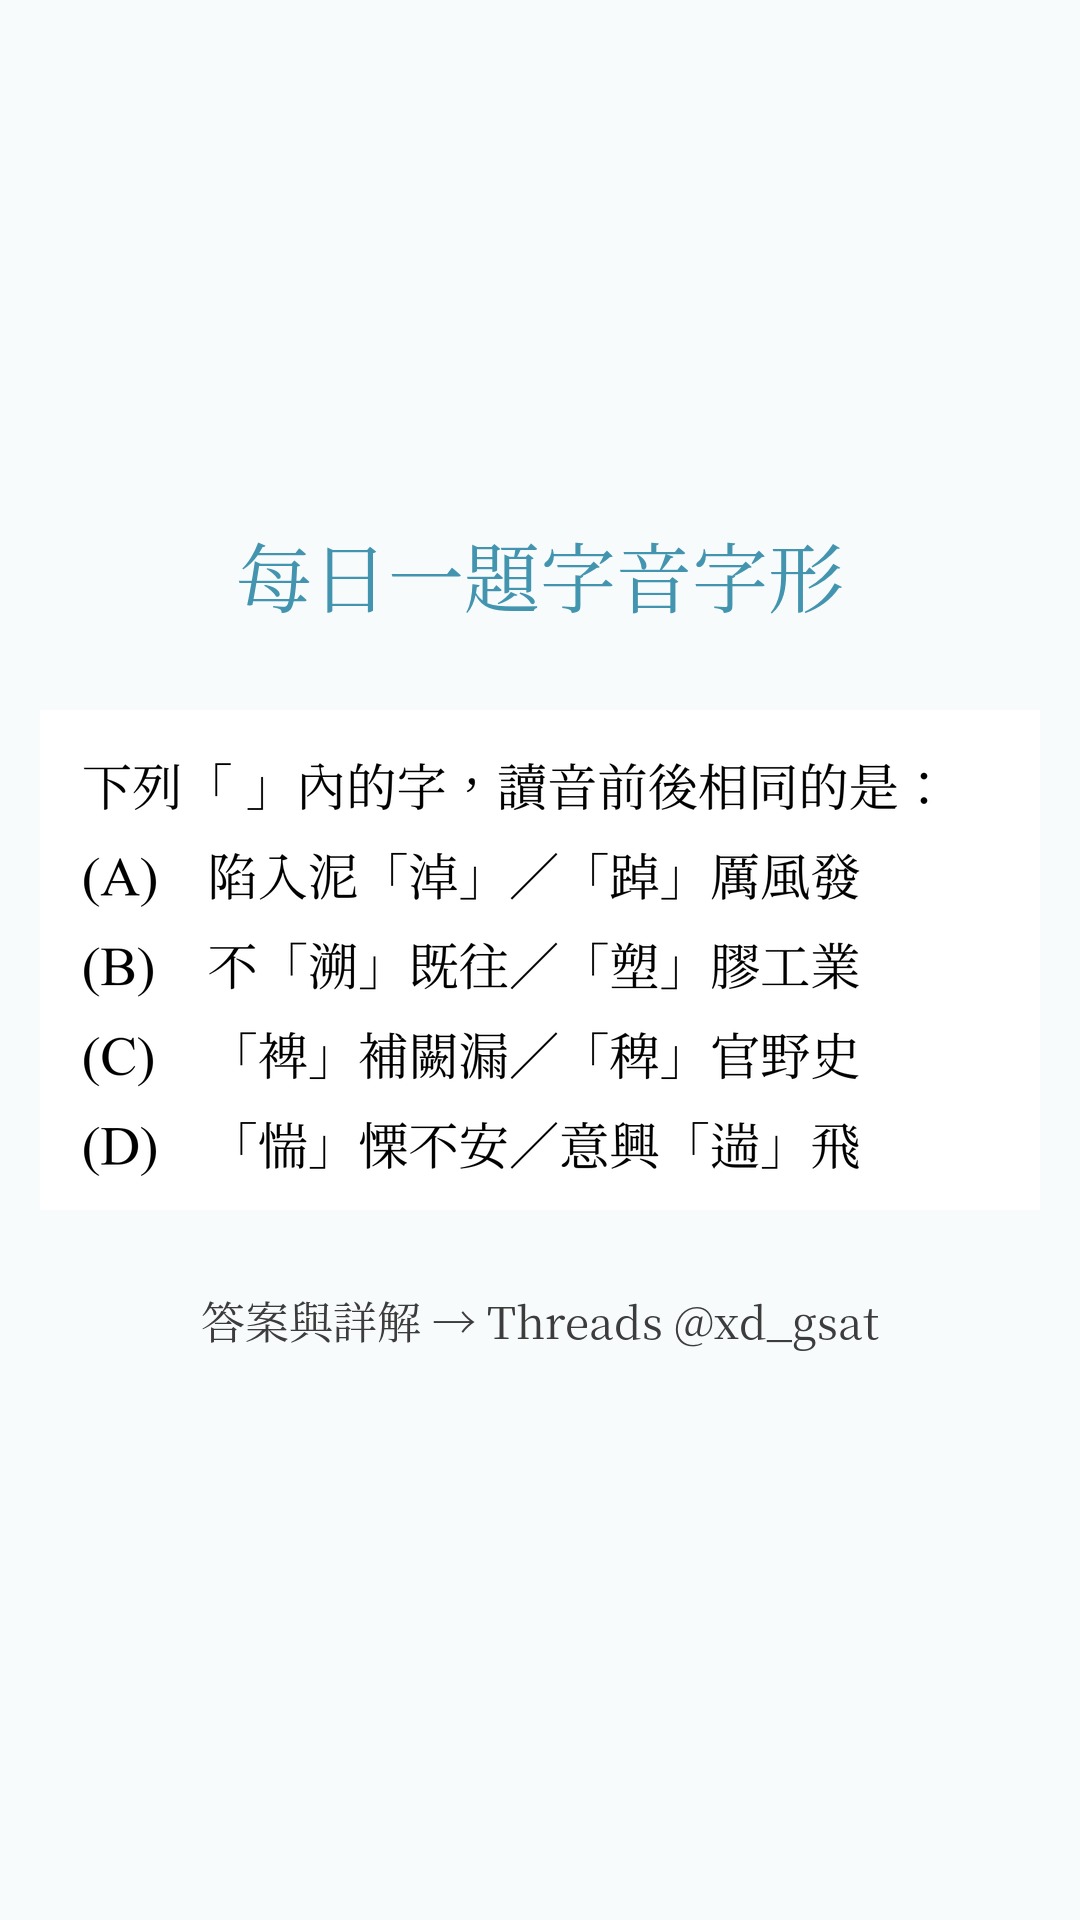 每日一題字音字形
下列「 」內的字，讀音前後相同的是：
(A) 陷入泥「淖」／「踔」厲風發
(B) 不「溯」既往／「塑」膠工業
(C) 「裨」補闕漏／「稗」官野史
(D) 「惴」慄不安／意興「遄」飛
答案與詳解 → Threads @xd_gsat